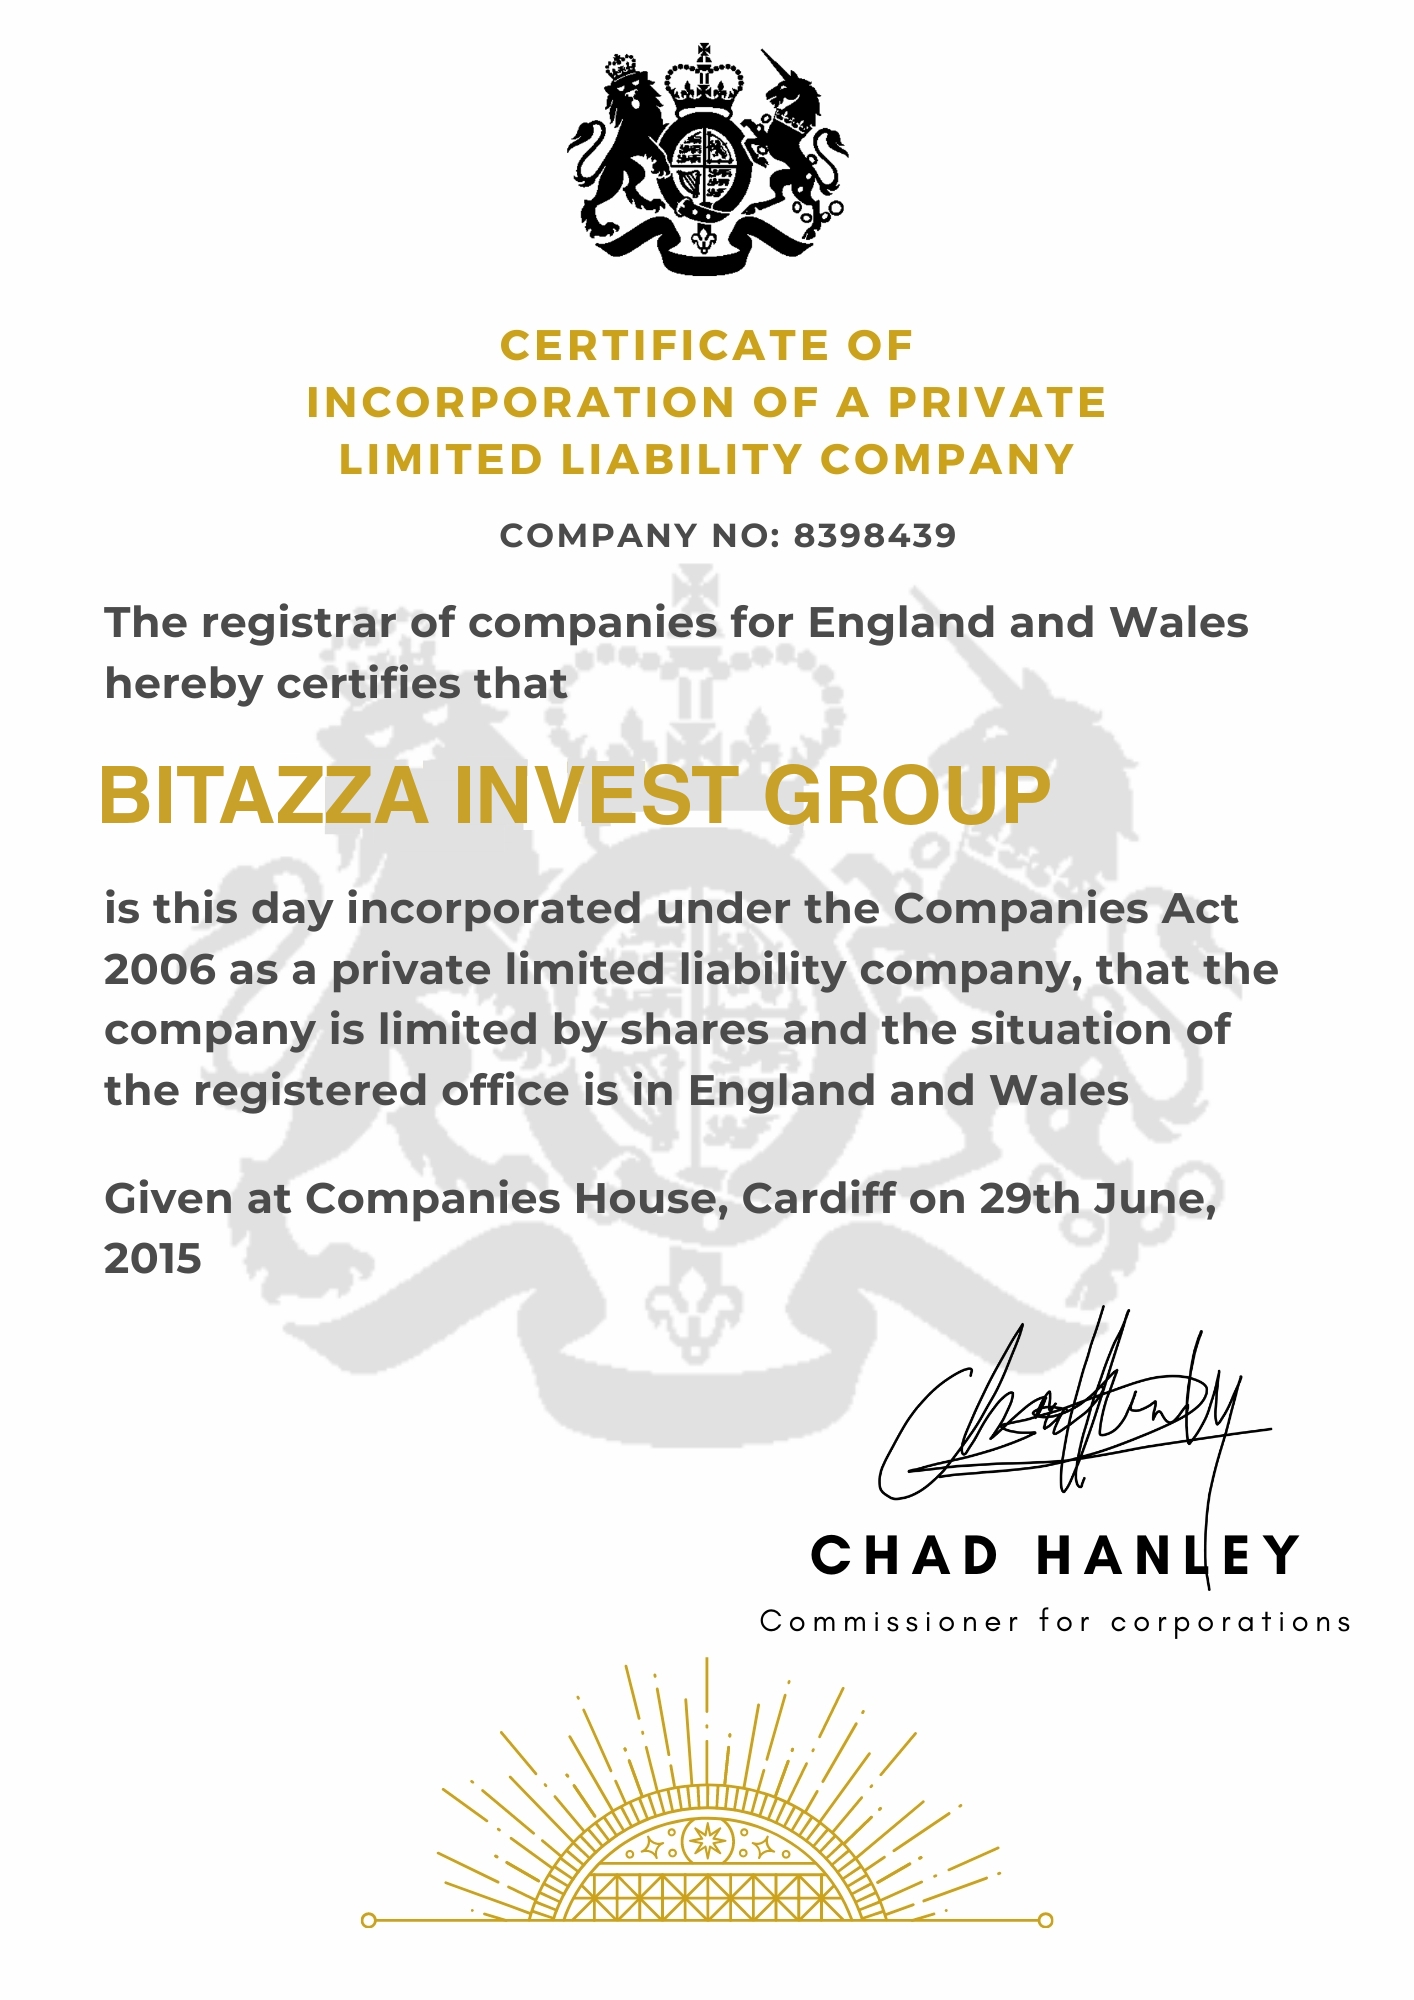 CERTIFICATE OF
INCORPORATION OF A PRIVATE
LIMITED LIABILITY COMPANY
COMPANY NO: 8398439
The registrar of companies for England and Wales
hereby certifies that
BITAZZA INVEST GROUP
is this day incorporated under the Companies Act
2006 as a private limited liability company, that the
company is limited by shares and the situation of
the registered office is in England and Wales
Given at Companies House, Cardiff on 29th June,
2015
CHAD HANLEY
Commissioner for corporations